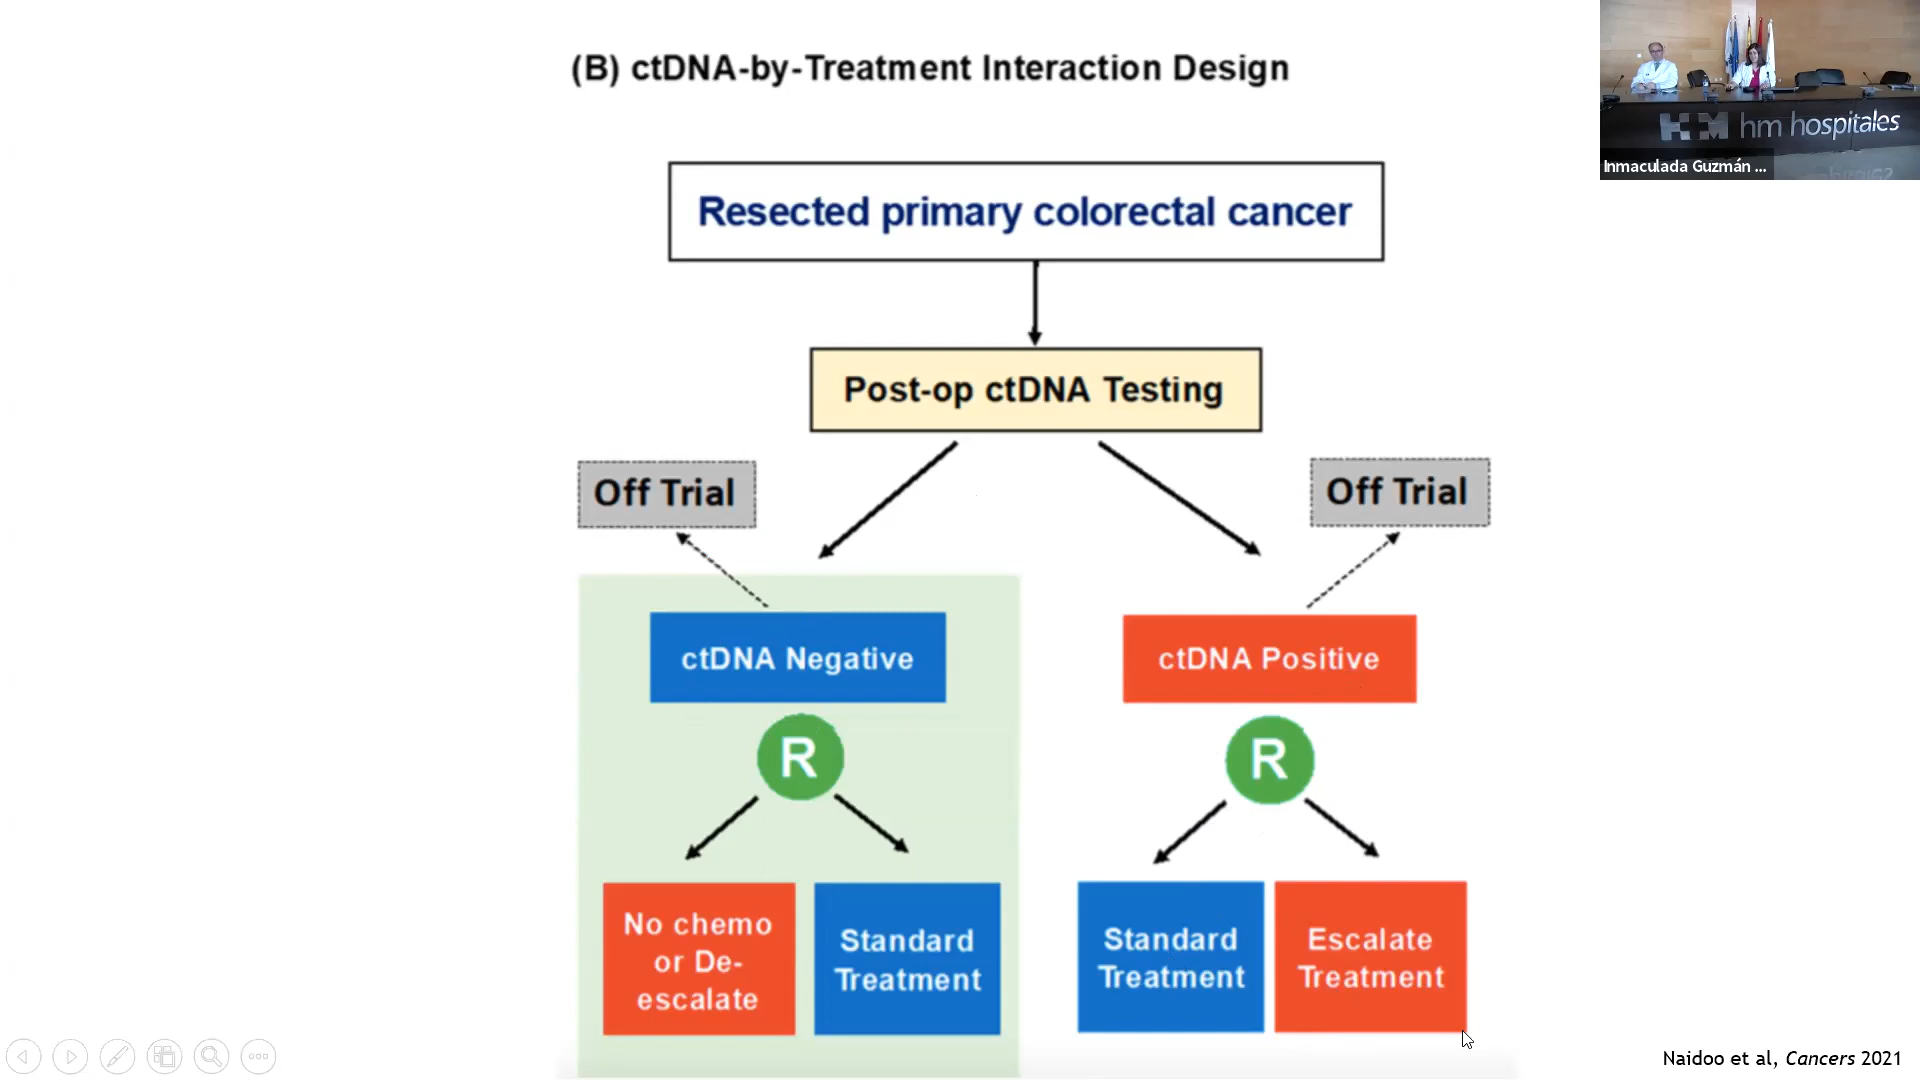 (B) ctDNA-by-Treatment Interaction Design
hm hospitales
Inmaculada Guzmán ...
Resected primary colorectal cancer
Post-op ctDNA Testing
Off Trial
Off Trial
ctDNA Negative
ctDNA Positive
R
R
No chemo
or De-
escalate
Standard
Treatment
Standard
Treatment
Escalate
Treatment
Naidoo et al, Cancers 2021